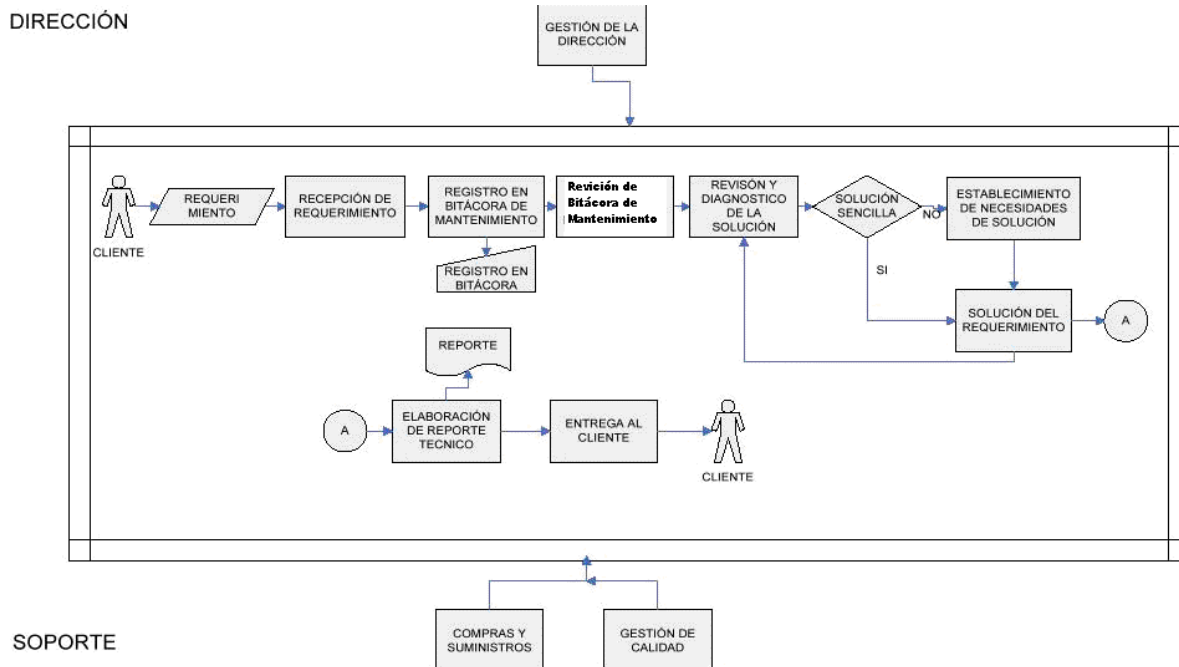 DIRECCIÓN
GESTIÓN DE LA
DIRECCIÓN
CLIENTE
REQUERI
MIENTO
RECEPCIÓN DE
REQUERIMIENTO
REGISTRO EN
BITÁCORA DE
MANTENIMIENTO
REGISTRO EN
BITÁCORA
Revición de
Bitácora de
Mantenimiento
REVISÓN Y
DIAGNOSTICO
DE LA
SOLUCIÓN
SOLUCIÓN
SENCILLA
NO
SI
ESTABLECIMIENTO
DE NECESIDADES
DE SOLUCIÓN
SOLUCIÓN DEL
REQUERIMIENTO
A
REPORTE
A
ELABORACIÓN
DE REPORTE
TECNICO
ENTREGA AL
CLIENTE
CLIENTE
SOPORTE
COMPRAS Y
SUMINISTROS
GESTIÓN DE
CALIDAD